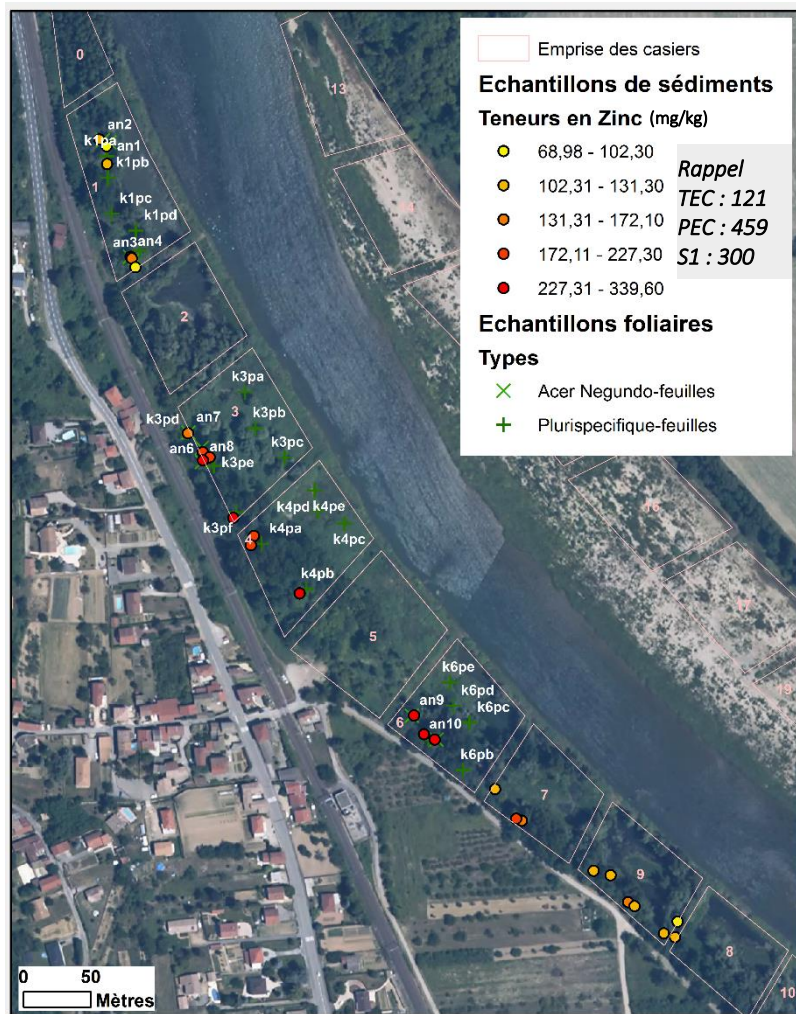 0
13
an2
k1pa
an1
k1pb
1
k1pc
k1pd
an3
an4
2
k3pa
3
k3pd
an7
k3pb
an6
an8
k3pe
k3pc
k4pd
k4pe
k3pf
4
k4pa
k4pc
k4pb
5
k6pe
an9
k6pd
k6pc
6
an10
k6pb
7
9
8
10
16
17
19
Emprise des casiers
Echantillons de sédiments
Teneurs en Zinc (mg/kg)
68,98 - 102,30
102,31 - 131,30
131,31 - 172,10
172,11 - 227,30
227,31 - 339,60
Rappel
TEC : 121
PEC : 459
S1 : 300
Echantillons foliaires
Types
Acer Negundo-feuilles
Plurispecifique-feuilles
0 50
Mètres